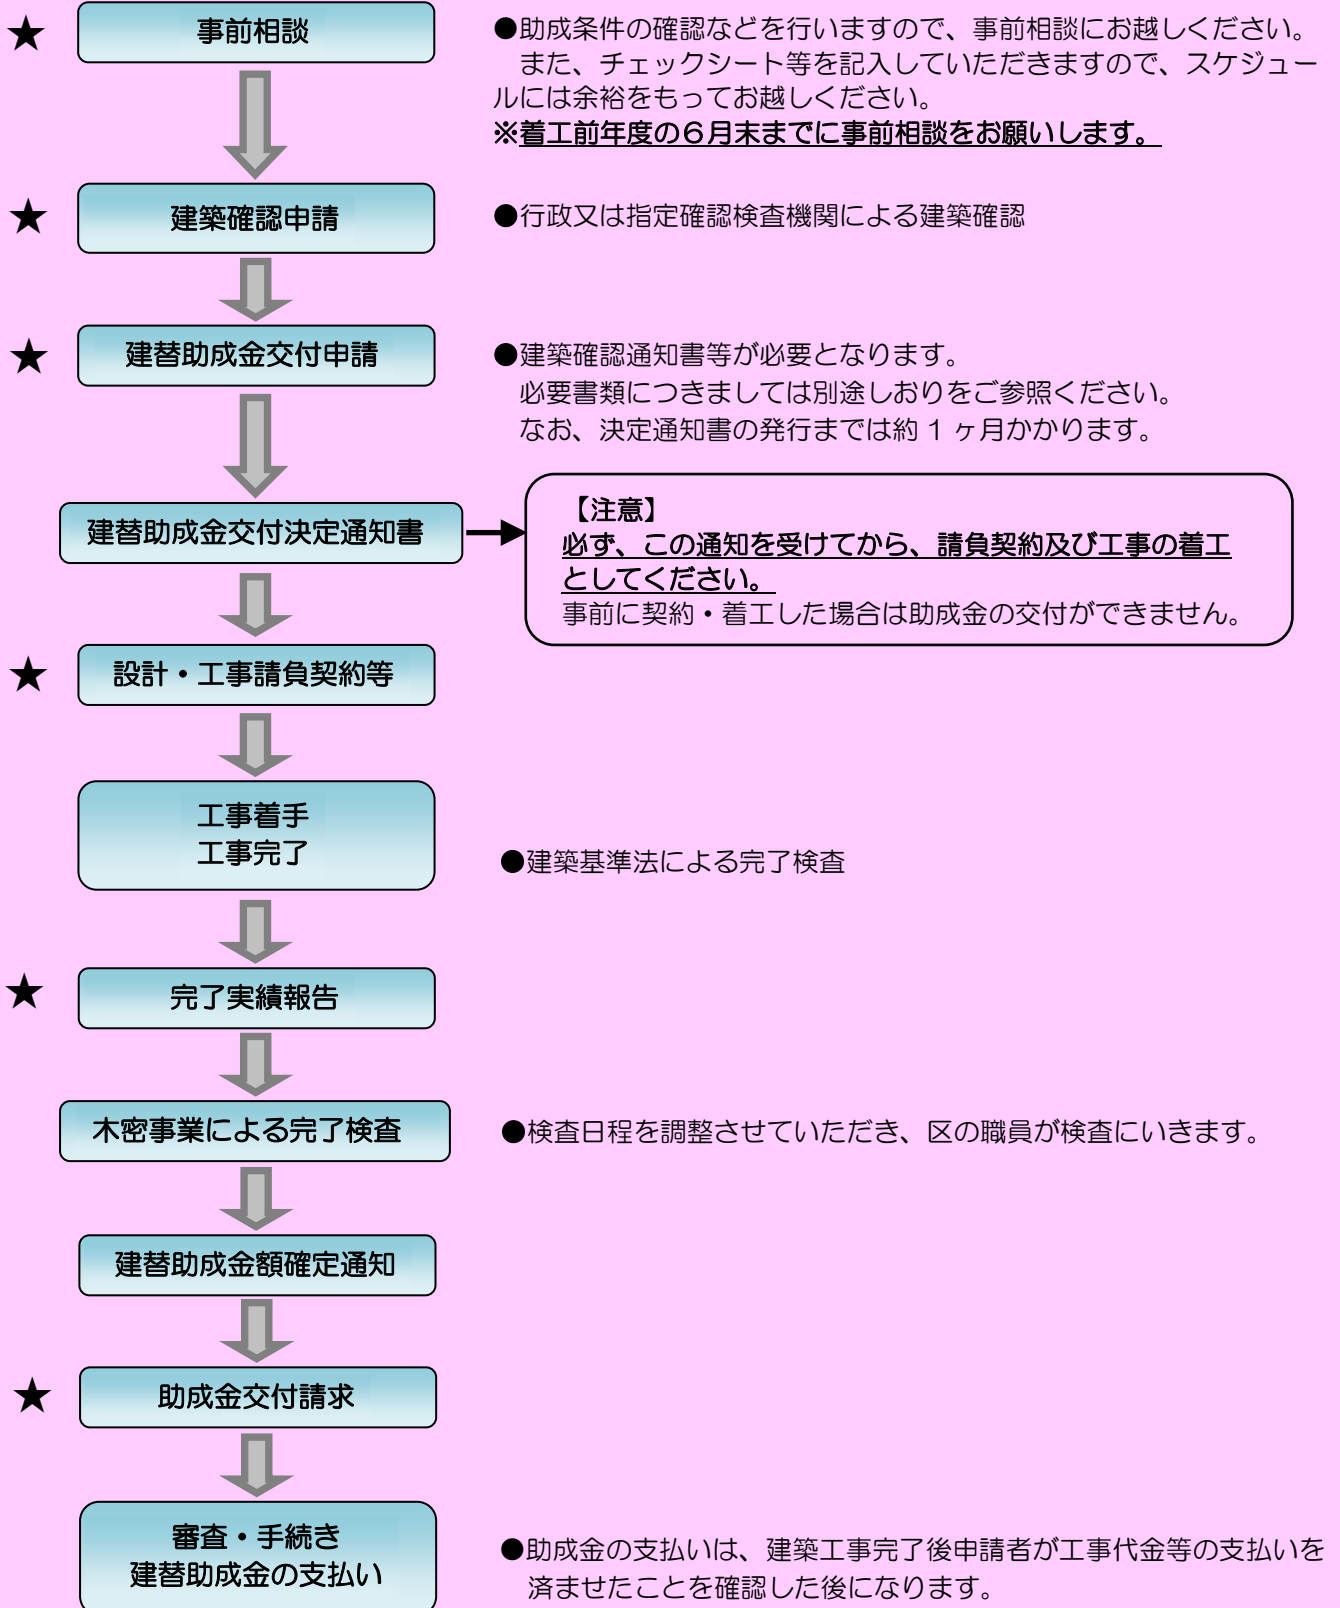 ★
事前相談
●助成条件の確認などを行いますので、事前相談にお越しください。
また、チェックシート等を記入していただきますので、スケジュー
ルには余裕をもってお越しください。
※着工前年度の６月末までに事前相談をお願いします。
★
建築確認申請
●行政又は指定確認検査機関による建築確認
★
建替助成金交付申請
●建築確認通知書等が必要となります。
必要書類につきましては別途しおりをご参照ください。
なお、決定通知書の発行までは約１ヶ月かかります。
建替助成金交付決定通知書
【注意】
必ず、この通知を受けてから、請負契約及び工事の着工
としてください。
事前に契約・着工した場合は助成金の交付ができません。
★
設計・工事請負契約等
工事着手
工事完了
●建築基準法による完了検査
★
完了実績報告
木密事業による完了検査
●検査日程を調整させていただき、区の職員が検査にいきます。
建替助成金額確定通知
★
助成金交付請求
審査・手続き
建替助成金の支払い
●助成金の支払いは、建築工事完了後申請者が工事代金等の支払いを
済ませたことを確認した後になります。